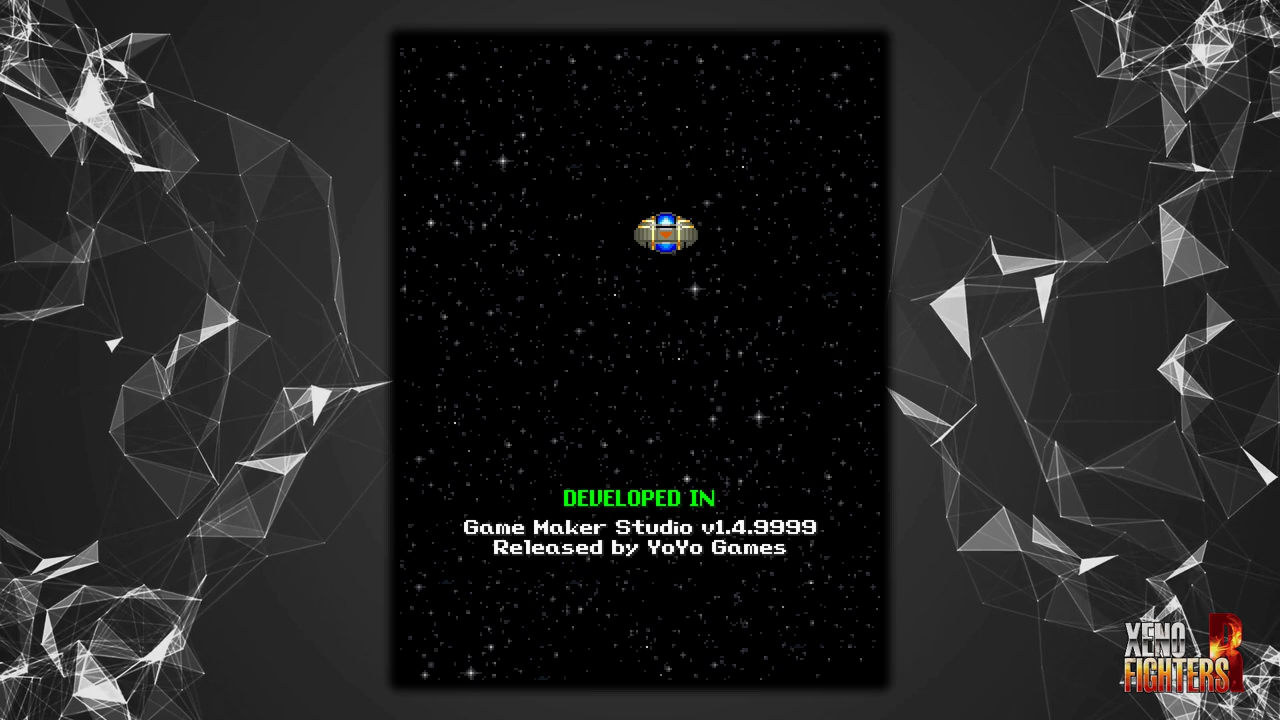 DEVELOPED IN
Game Maker Studio v1.4.9999
Released by YoYo Games
XENO
FIGHTERS R